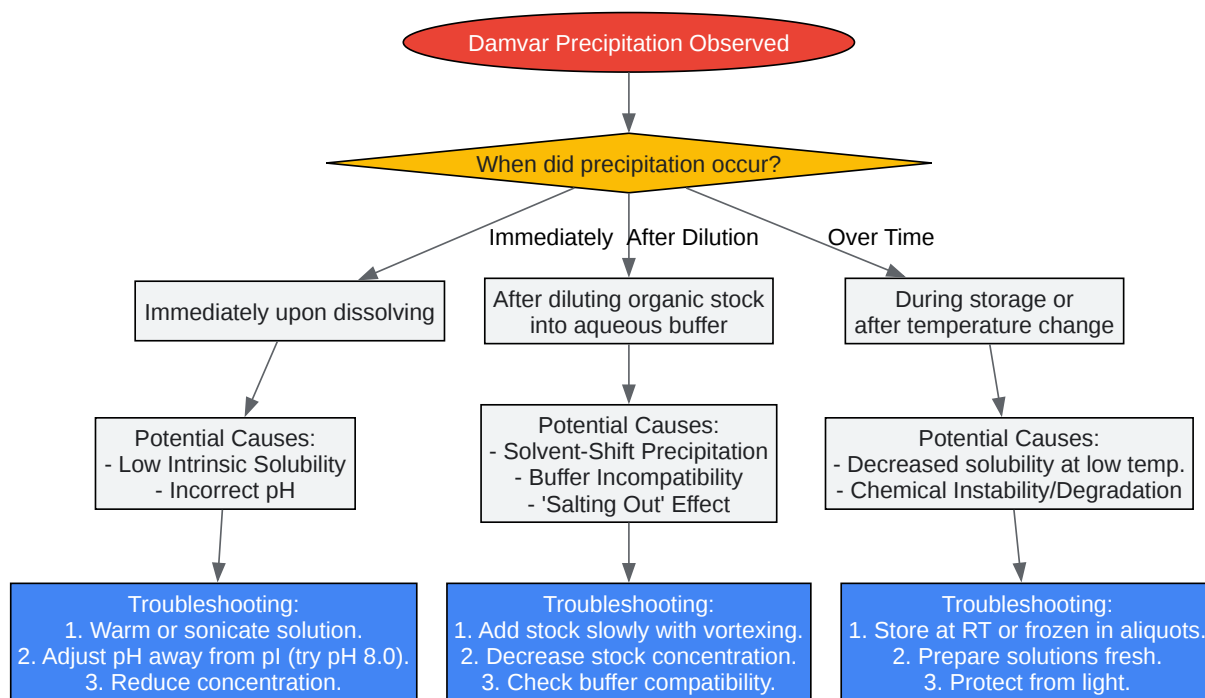 Damvar Precipitation Observed
When did precipitation occur?
Immediately
After Dilution
Over Time
Immediately upon dissolving
After diluting organic stock
into aqueous buffer
During storage or
after temperature change
Potential Causes:
- Low Intrinsic Solubility
- Incorrect pH
Potential Causes:
- Solvent-Shift Precipitation
- Buffer Incompatibility
- 'Salting Out' Effect
Potential Causes:
- Decreased solubility at low temp.
- Chemical Instability/Degradation
Troubleshooting:
1. Warm or sonicate solution.
2. Adjust pH away from pI (try pH 8.0).
3. Reduce concentration.
Troubleshooting:
1. Add stock slowly with vortexing.
2. Decrease stock concentration.
3. Check buffer compatibility.
Troubleshooting:
1. Store at RT or frozen in aliquots.
2. Prepare solutions fresh.
3. Protect from light.